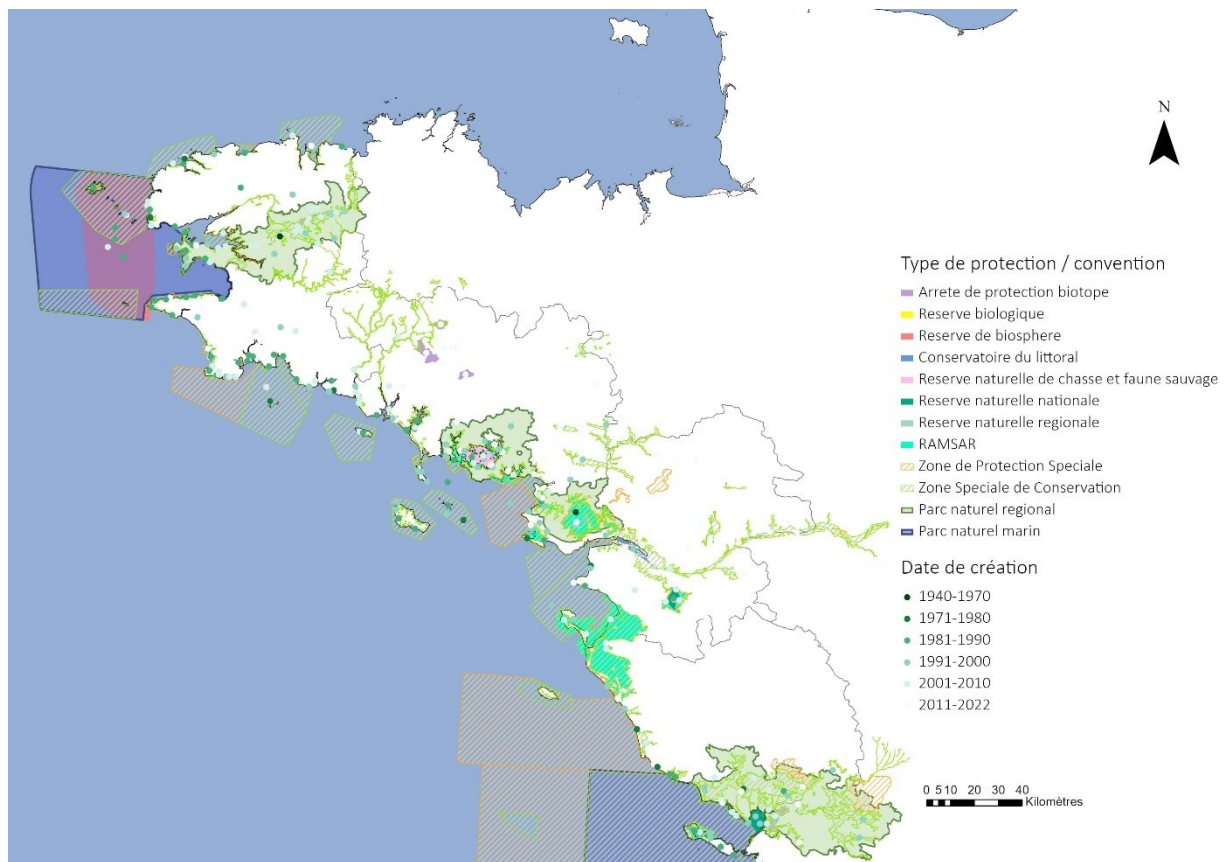 N
Type de protection / convention
Arrete de protection biotope
Reserve biologique
Reserve de biosphere
Conservatoire du littoral
Reserve naturelle de chasse et faune sauvage
Reserve naturelle nationale
Reserve naturelle regionale
RAMSAR
Zone de Protection Speciale
Zone Speciale de Conservation
Parc naturel regional
Parc naturel marin
Date de création
1940-1970
1971-1980
1981-1990
1991-2000
2001-2010
2011-2022
0 5 10 20 30 40
Kilomètres